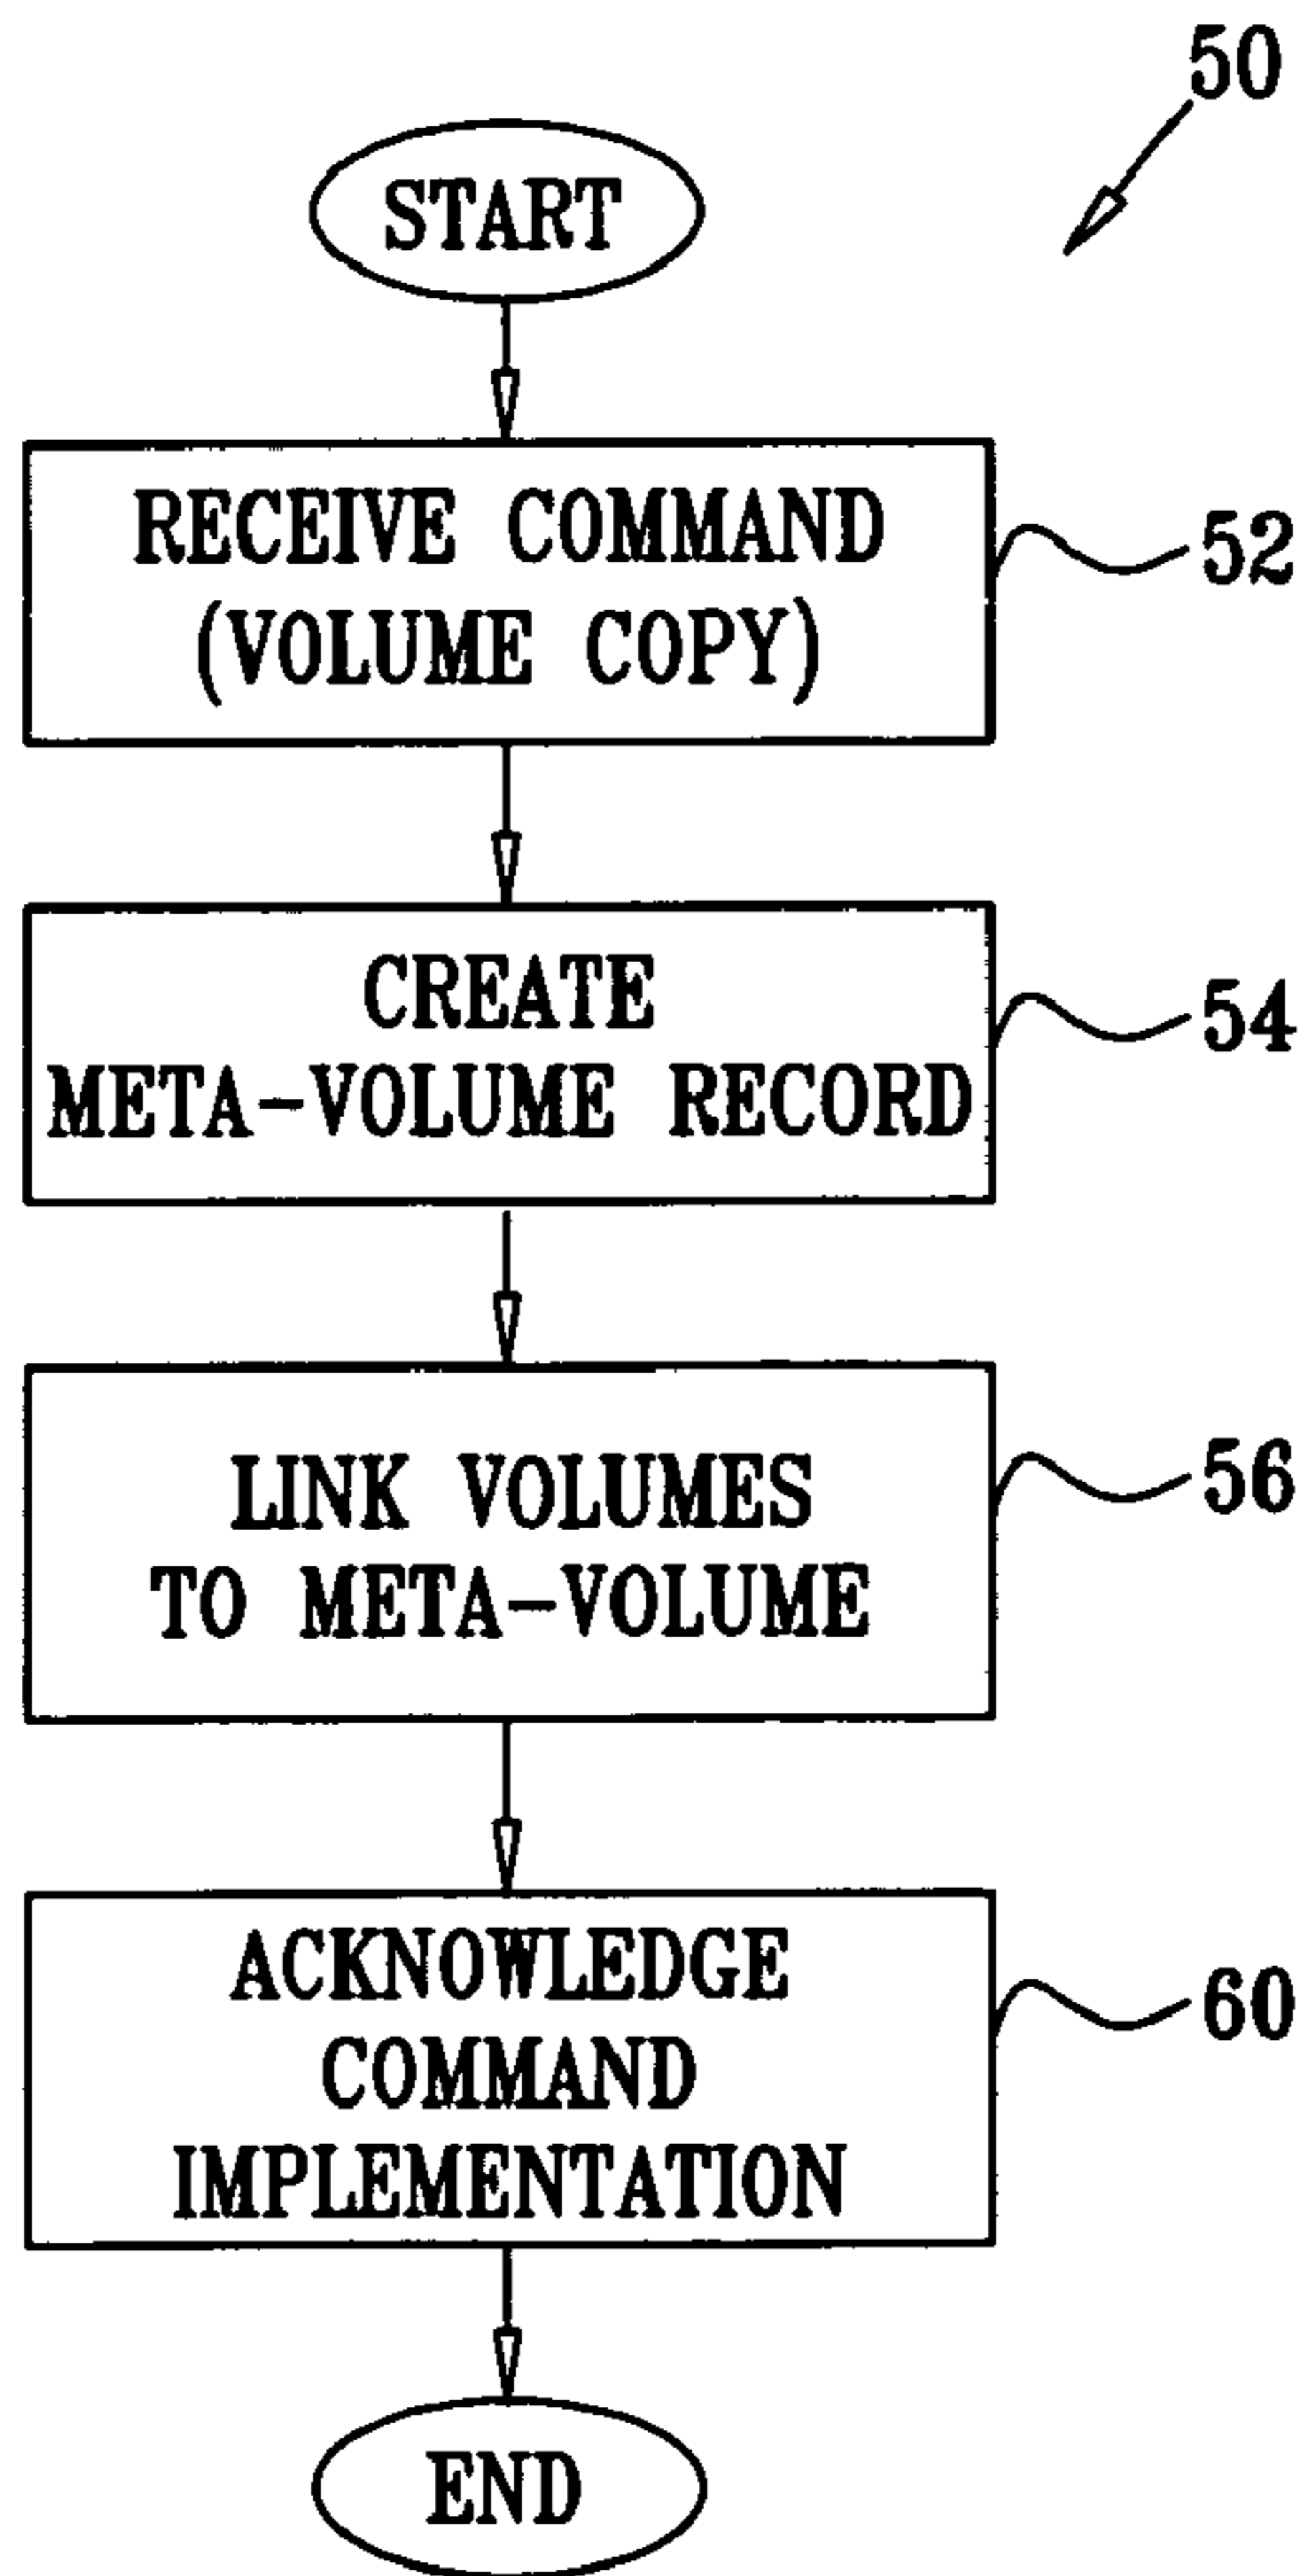 50
START
RECEIVE COMMAND
(VOLUME COPY)
52
CREATE
META-VOLUME RECORD
54
LINK VOLUMES
TO META-VOLUME
56
ACKNOWLEDGE
COMMAND
IMPLEMENTATION
60
END